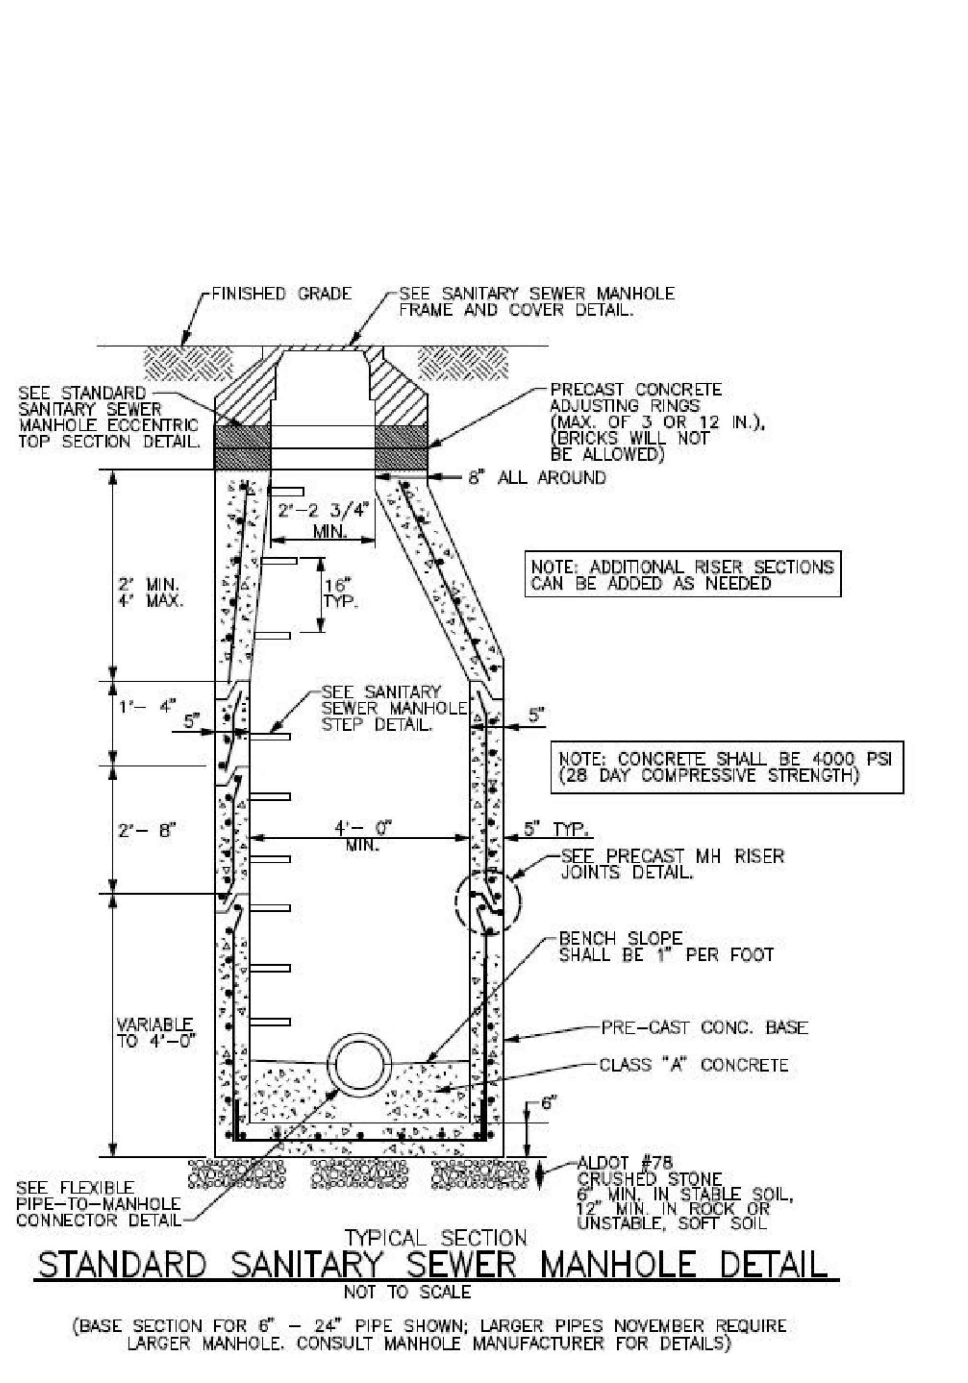 FINISHED GRADE
SEE SANITARY SEWER MANHOLE
FRAME AND COVER DETAIL.
SEE STANDARD
SANITARY SEWER
MANHOLE ECCENTRIC
TOP SECTION DETAIL.
PRECAST CONCRETE
ADJUSTING RINGS
(MAX. OF 3 OR 12 IN.),
(BRICKS WILL NOT
BE ALLOWED)
8" ALL AROUND
2'-2 3/4"
MIN.
NOTE: ADDITIONAL RISER SECTIONS
CAN BE ADDED AS NEEDED
2' MIN.
4' MAX.
16"
TYP.
SEE SANITARY
SEWER MANHOLE
STEP DETAIL.
1'- 4"
5"
5"
NOTE: CONCRETE SHALL BE 4000 PSI
(28 DAY COMPRESSIVE STRENGTH)
2'- 8"
4'- 0"
MIN.
5" TYP.
SEE PRECAST MH RISER
JOINTS DETAIL.
BENCH SLOPE
SHALL BE 1" PER FOOT
VARIABLE
TO 4'-0"
PRE-CAST CONC. BASE
CLASS "A" CONCRETE
6"
ALDOT #78
CRUSHED STONE
6" MIN. IN STABLE SOIL,
12" MIN. IN ROCK OR
UNSTABLE, SOFT SOIL
SEE FLEXIBLE
PIPE-TO-MANHOLE
CONNECTOR DETAIL
TYPICAL SECTION
STANDARD SANITARY SEWER MANHOLE DETAIL
NOT TO SCALE
(BASE SECTION FOR 6" - 24" PIPE SHOWN; LARGER PIPES NOVEMBER REQUIRE
LARGER MANHOLE. CONSULT MANHOLE MANUFACTURER FOR DETAILS)